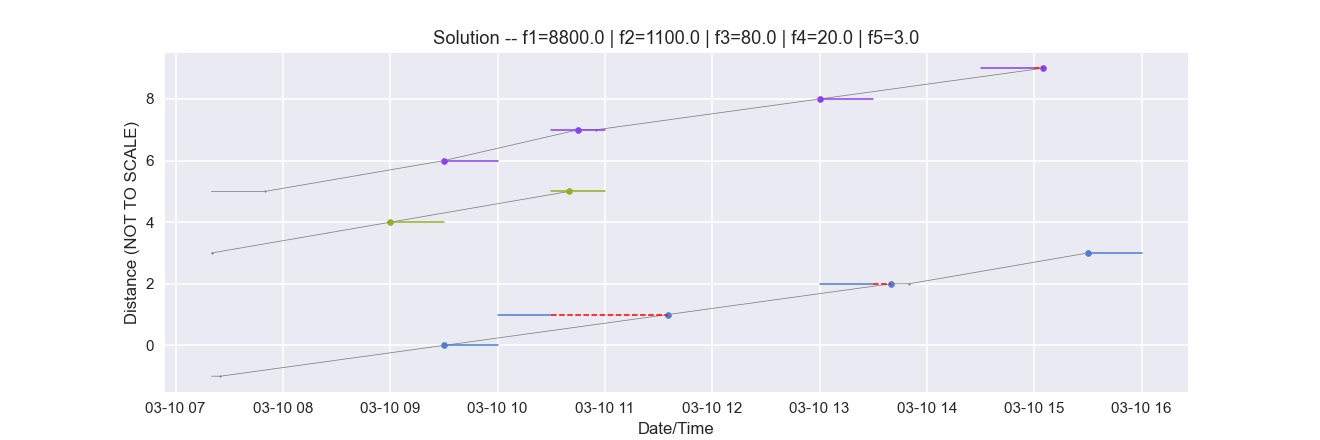 Solution -- f1=8800.0 | f2=1100.0 | f3=80.0 | f4=20.0 | f5=3.0
Distance (NOT TO SCALE)
8
6
4
2
0
03-10 07 03-10 08 03-10 09 03-10 10 03-10 11 03-10 12 03-10 13 03-10 14 03-10 15 03-10 16
Date/Time